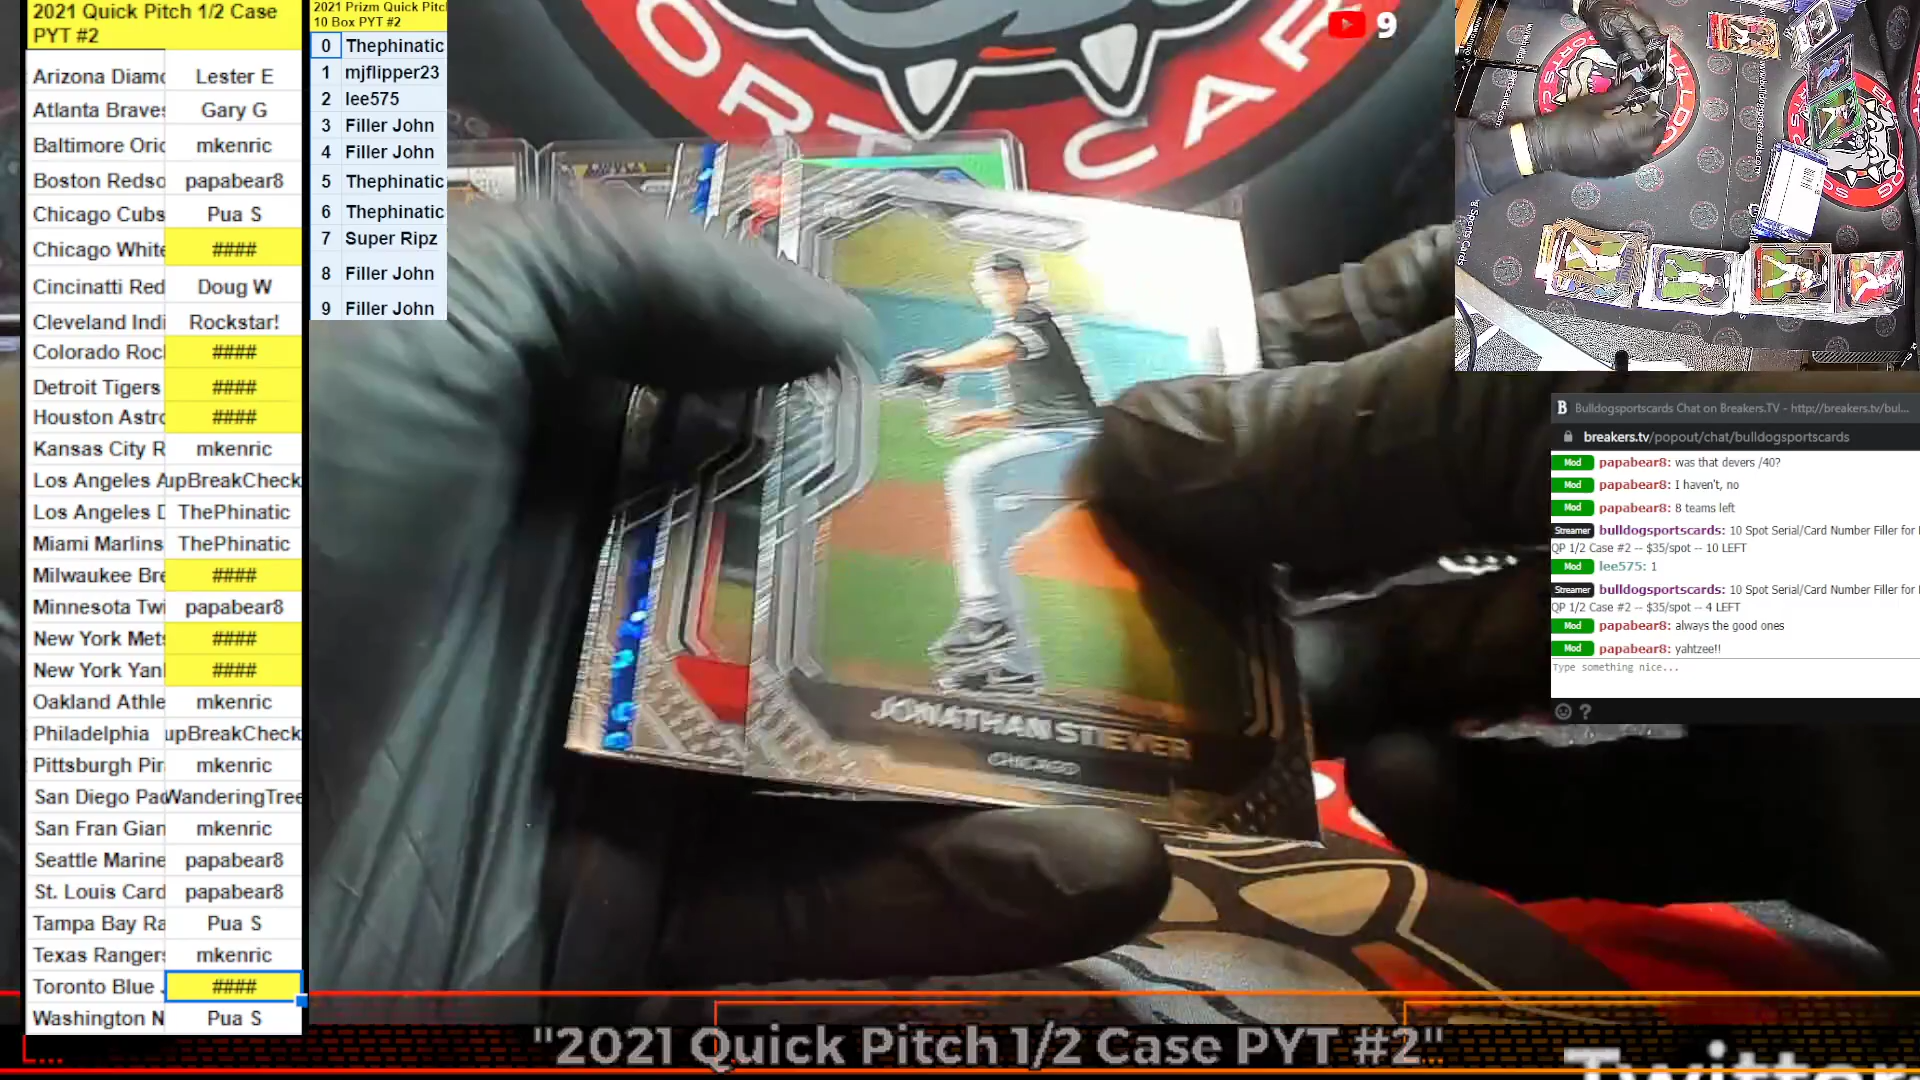 2021 Quick Pitch 1/2 Case
PYT #2
Arizona Diamo Lester E
Atlanta Braves Gary G
Baltimore Orio mkenric
Boston Redso papabear8
Chicago Cubs Pua S
Chicago White ####
Cincinatti Red Doug W
Cleveland Indi Rockstar!
Colorado Roc ####
Detroit Tigers ####
Houston Astro ####
Kansas City R mkenric
Los Angeles A upBreakCheck
Los Angeles D ThePhinatic
Miami Marlins ThePhinatic
Milwaukee Bre ####
Minnesota Twi papabear8
New York Mets ####
New York Yan ####
Oakland Athle mkenric
Philadelphia upBreakCheck
Pittsburgh Pir mkenric
San Diego Pad WanderingTree
San Fran Gian mkenric
Seattle Marine papabear8
St. Louis Card papabear8
Tampa Bay Ra Pua S
Texas Rangers mkenric
Toronto Blue ####
Washington N Pua S
2021 Prizm Quick Pitc
10 Box PYT #2
0 Thephinatic
1 mjflipper23
2 lee575
3 Filler John
4 Filler John
5 Thephinatic
6 Thephinatic
7 Super Ripz
8 Filler John
9 Filler John
9
ORT CAR
JONATHAN STIEVER
CHICAGO
Bulldogsportscards Chat on Breakers.TV - http://breakers.tv/bul...
breakers.tv/popout/chat/bulldogsportscards
Mod papabear8: was that devers /40?
Mod papabear8: I haven't, no
Mod papabear8: 8 teams left
Streamer bulldogsportscards: 10 Spot Serial/Card Number Filler for
QP 1/2 Case #2 -- $35/spot -- 10 LEFT
Mod lee575: 1
Streamer bulldogsportscards: 10 Spot Serial/Card Number Filler for
QP 1/2 Case #2 -- $35/spot -- 4 LEFT
Mod papabear8: always the good ones
Mod papabear8: yahtzee!!
Type something nice...
"2021 Quick Pitch 1/2 Case PYT #2"
L...
Twitter